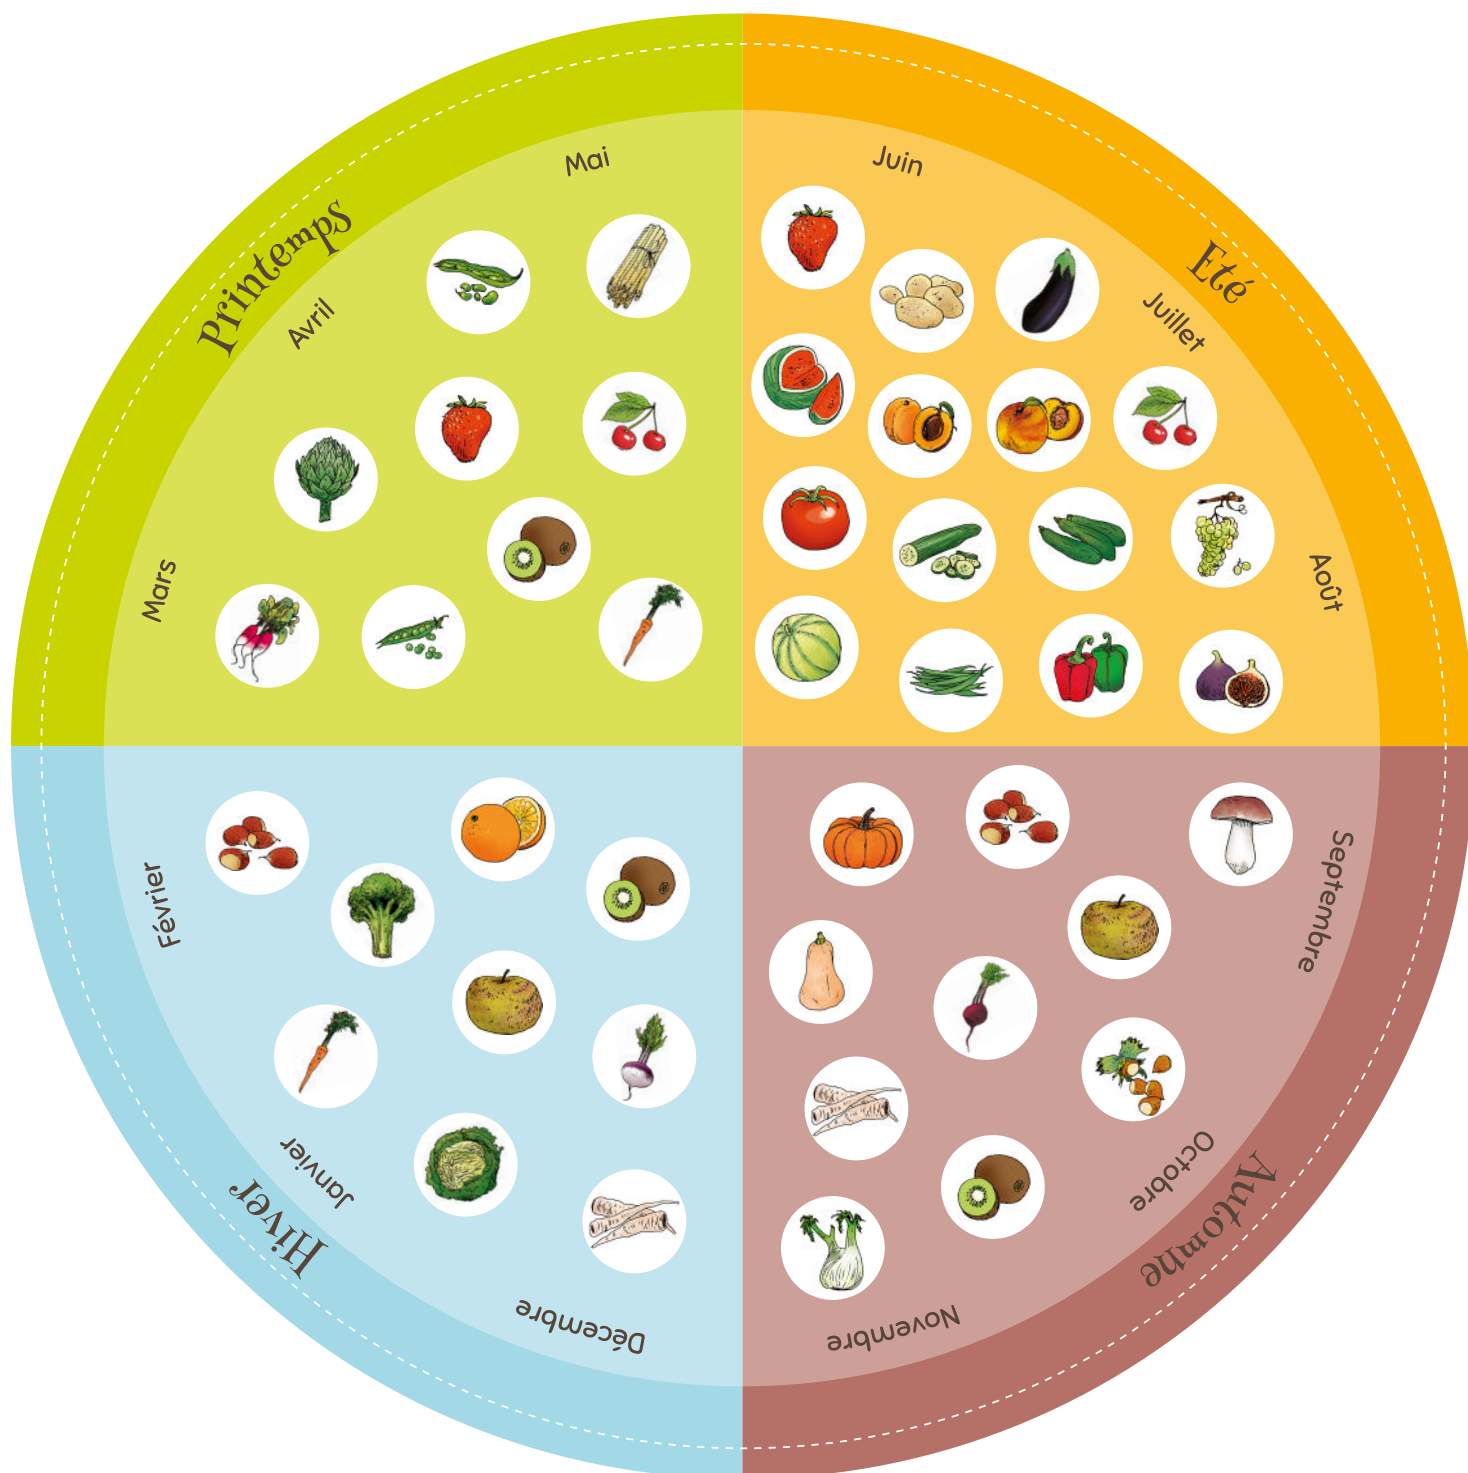 Printemps
Mars
Avril
Mai
Eté
Juin
Juillet
Août
Automne
Septembre
Octobre
Novembre
Hiver
Décembre
Janvier
Février